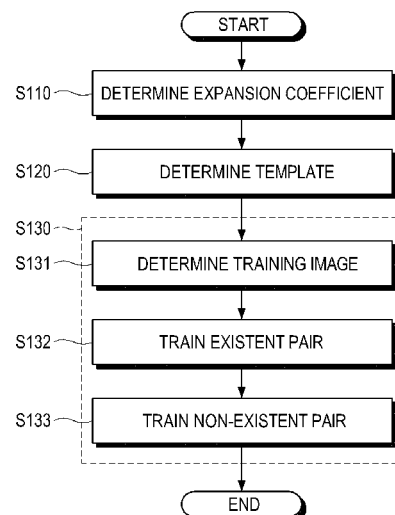 START
S110 DETERMINE EXPANSION COEFFICIENT
S120 DETERMINE TEMPLATE
S130
S131 DETERMINE TRAINING IMAGE
S132 TRAIN EXISTENT PAIR
S133 TRAIN NON-EXISTENT PAIR
END